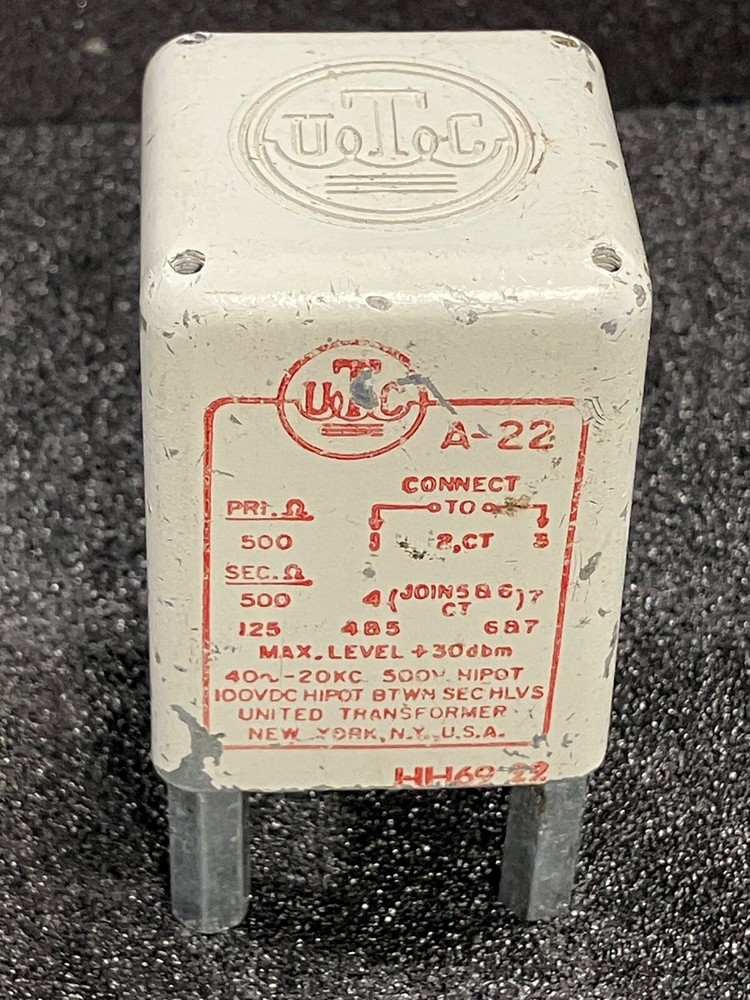 UTC
UTC
A-22
CONNECT
PRI. Ω TO
500 2,CT 3
SEC. Ω
500 4 (JOIN 5 & 6) 7
CT
125 4&5 6&7
MAX. LEVEL +30dbm
40~-20KC 500V HIPOT
100VDC HIPOT BTWN SEC HLVS
UNITED TRANSFORMER
NEW YORK, N.Y. U.S.A.
HH69 22